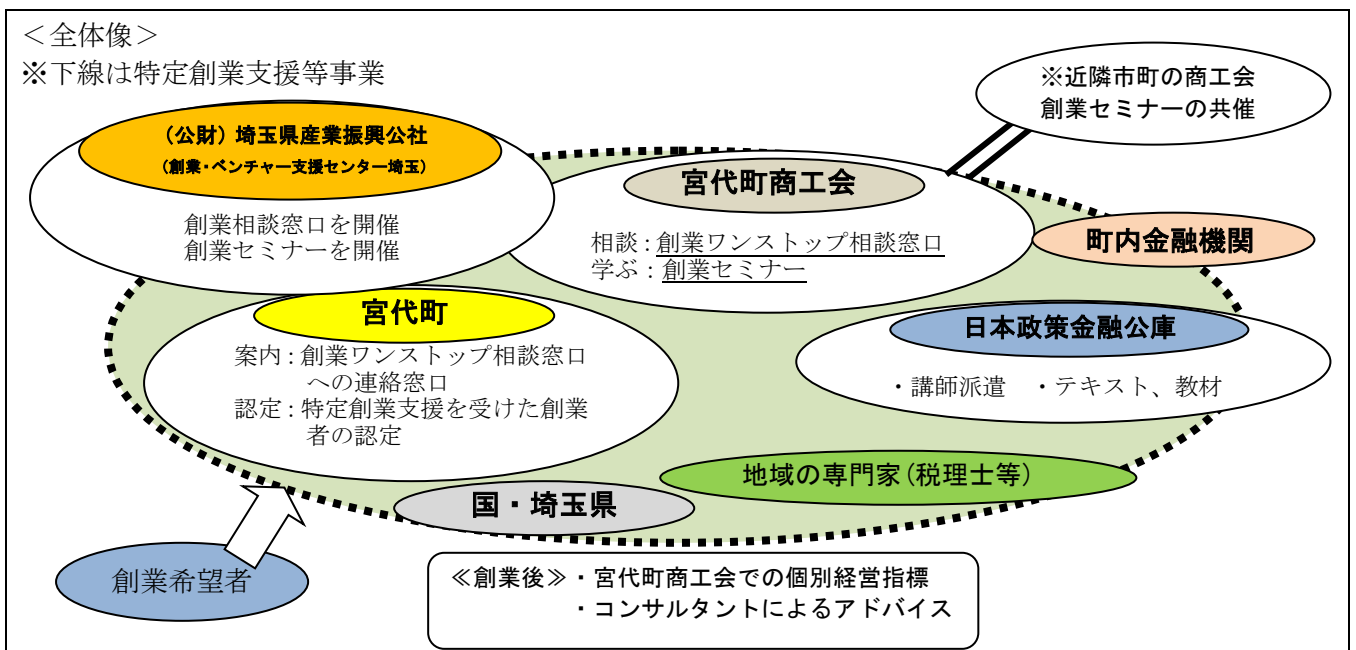 ＜全体像＞
※下線は特定創業支援等事業
※近隣市町の商工会
創業セミナーの共催
（公財）埼玉県産業振興公社
（創業・ベンチャー支援センター埼玉）
創業相談窓口を開催
創業セミナーを開催
宮代町商工会
相談：創業ワンストップ相談窓口
学ぶ：創業セミナー
町内金融機関
宮代町
案内：創業ワンストップ相談窓口
への連絡窓口
認定：特定創業支援を受けた創業
者の認定
日本政策金融公庫
・講師派遣　・テキスト、教材
地域の専門家（税理士等）
国・埼玉県
創業希望者
≪創業後≫・宮代町商工会での個別経営指標
・コンサルタントによるアドバイス